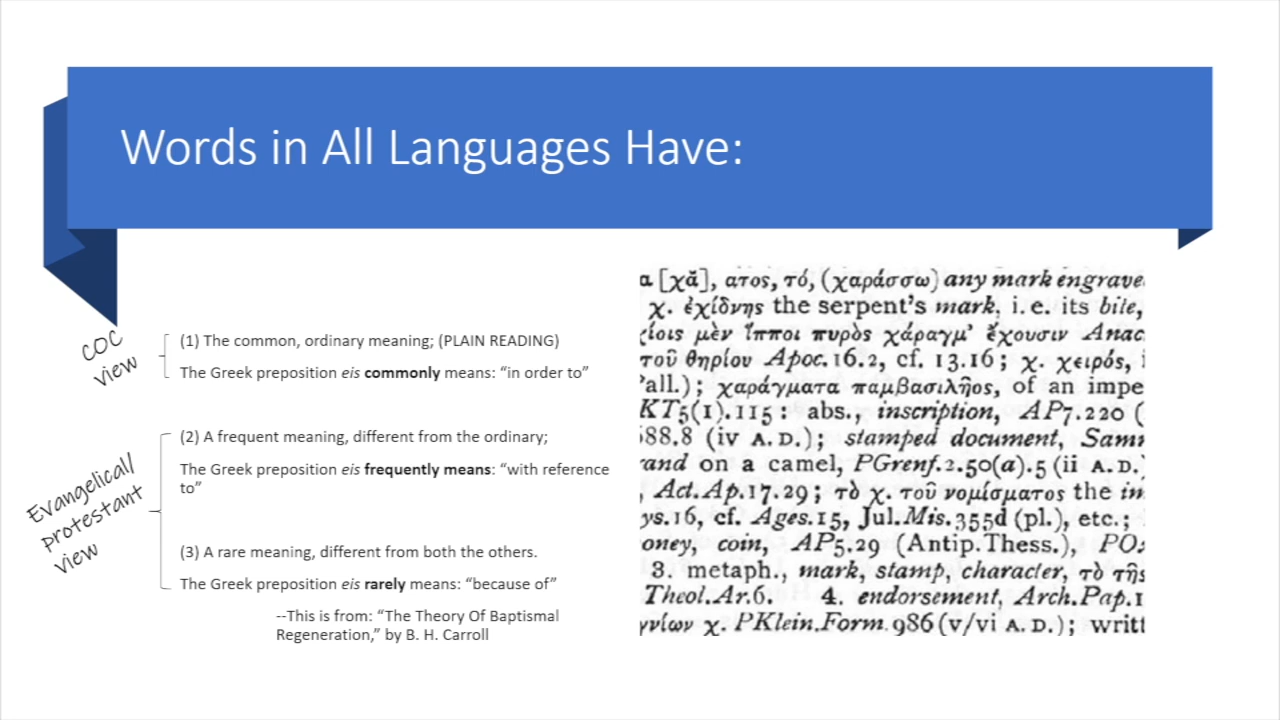 Words in All Languages Have:
COC
view
(1) The common, ordinary meaning; (PLAIN READING)
The Greek preposition eis commonly means: “in order to”
Evangelical/
protestant
view
(2) A frequent meaning, different from the ordinary;
The Greek preposition eis frequently means: “with reference
to”
(3) A rare meaning, different from both the others.
The Greek preposition eis rarely means: “because of”
--This is from: “The Theory Of Baptismal
Regeneration,” by B. H. Carroll
α [χᾰ], ατος, τό, (χαράσσω) any mark engrave
χ. ἐχίδνης the serpent’s mark, i. e. its bite,
ίοις μὲν ἵπποι πυρὸς χάραγμ’ ἔχουσιν Anac
τοῦ θηρίου Apoc. 16.2, cf. 13.16; χ. χειρός,
’all.); χαράγματα παμβασιλῆος, of an impe
KT5(1).115: abs., inscription, AP7.220 (
88.8 (iv A. D.); stamped document, Sam
and on a camel, PGrenf. 2.50(a).5 (ii A. D.
, Act.Ap. 17.29; τὸ χ. τοῦ νομίσματος the im
ys. 16, cf. Ages. 15, Jul. Mis. 355d (pl.), etc.;
oney, coin, AP5.29 (Antip.Thess.), PO
3. metaph., mark, stamp, character, τὸ τῆς
Theol.Ar.6. 4. endorsement, Arch.Pap. 1
νίων χ. PKlein.Form. 986 (v/vi A. D.); writt